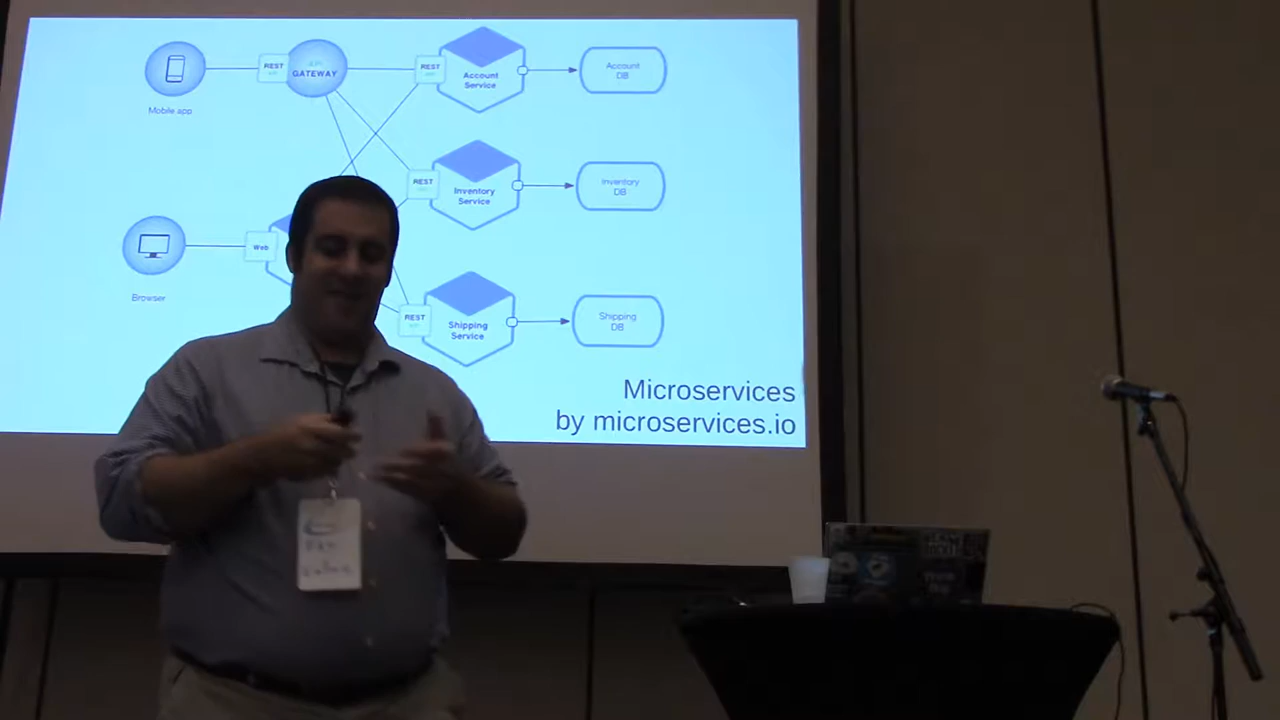 REST
API
GATEWAY
REST
Account
Service
Account
DB
Mobile app
REST
Inventory
Service
Inventory
DB
Web
Browser
REST
Shipping
Service
Shipping
DB
Microservices
by microservices.io